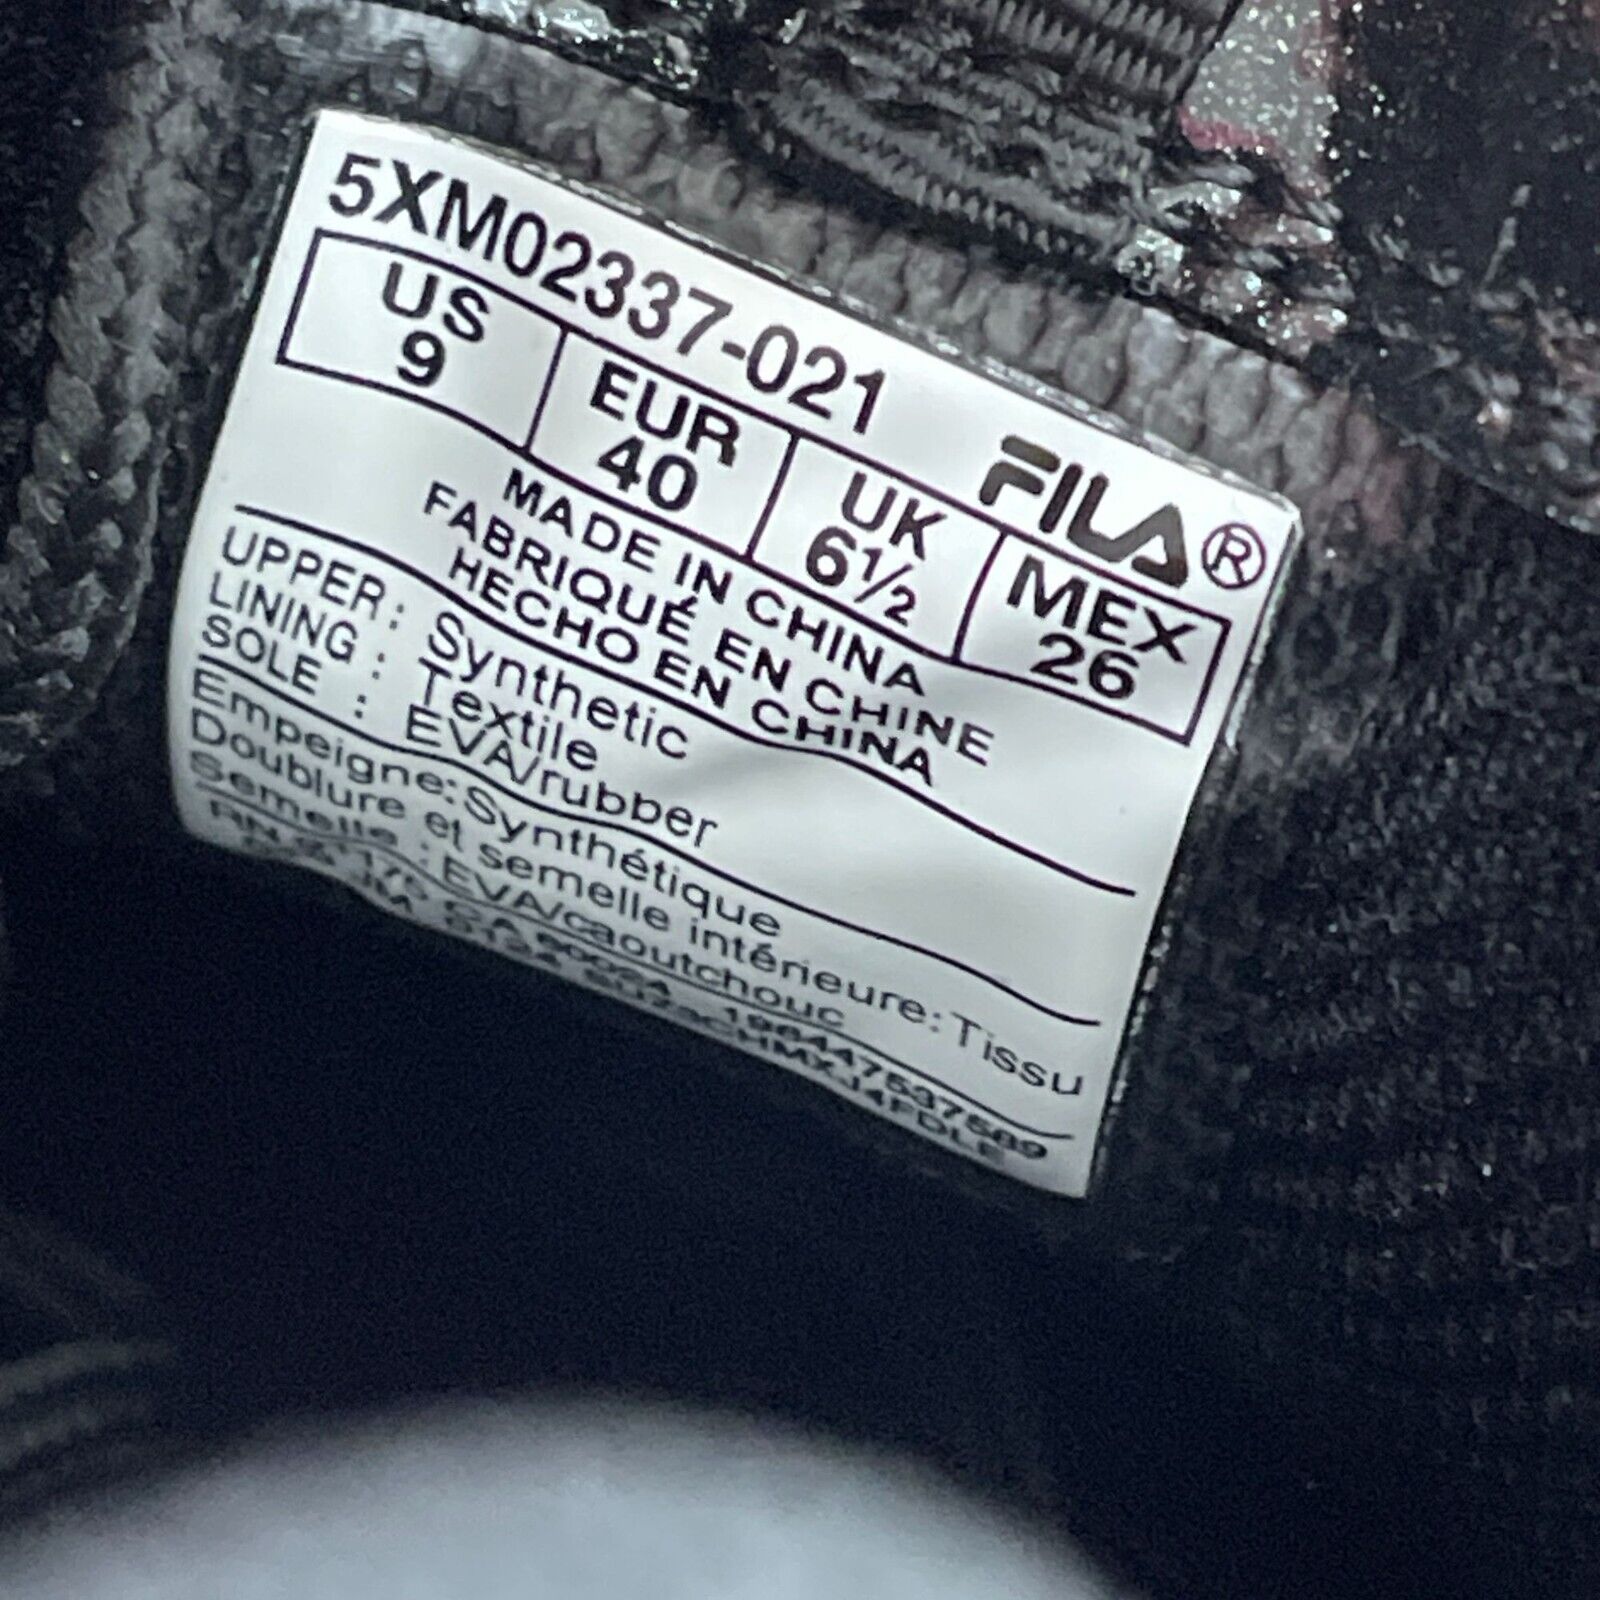 5XM02337-021
FILA®
US EUR UK MEX
9 40 6½ 26
MADE IN CHINA
FABRIQUÉ EN CHINE
HECHO EN CHINA
UPPER: Synthetic
LINING: Textile
SOLE: EVA/rubber
Empeigne: Synthétique
Doublure et semelle intérieure: Tissu
Semelle: EVA/caoutchouc
CA 196447537589